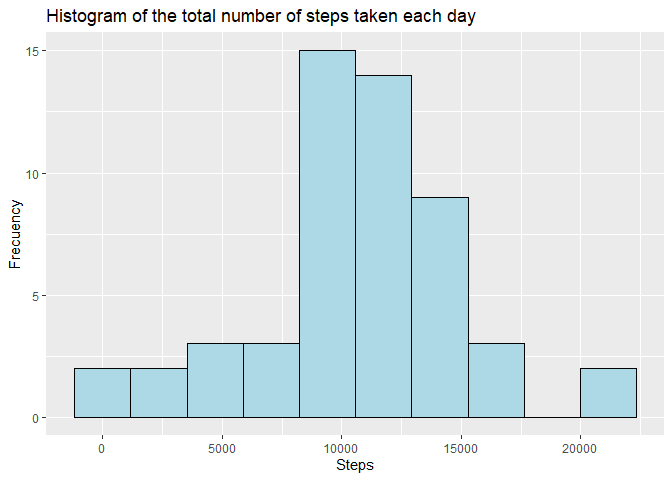 Histogram of the total number of steps taken each day
15
10
5
0
Frecuency
0 5000 10000 15000 20000
Steps